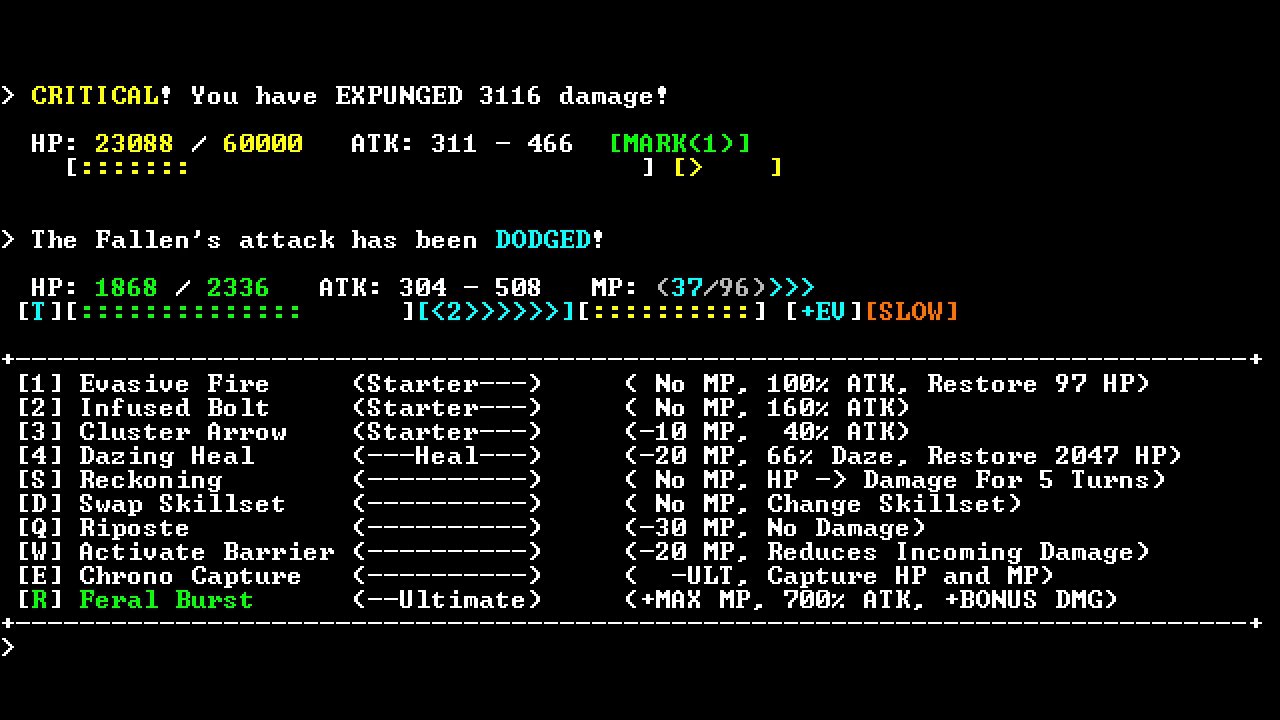 > CRITICAL! You have EXPUNGED 3116 damage!
HP: 23088 / 60000   ATK: 311 - 466  [MARK(1)]
[:::::::                            ] [>    ]
> The Fallen's attack has been DODGED!
HP: 1868 / 2336   ATK: 304 - 508   MP: (37/96)>>>
[T][::::::::::::::      ][<2>>>>>>][::::::::::] [+EV][SLOW]
+-----------------------------------------------------------------------------+
[1] Evasive Fire     (Starter---)     ( No MP, 100% ATK, Restore 97 HP)
[2] Infused Bolt     (Starter---)     ( No MP, 160% ATK)
[3] Cluster Arrow    (Starter---)     (-10 MP,  40% ATK)
[4] Dazing Heal      (---Heal---)     (-20 MP, 66% Daze, Restore 2047 HP)
[S] Reckoning        (----------)     ( No MP, HP -> Damage For 5 Turns)
[D] Swap Skillset    (----------)     ( No MP, Change Skillset)
[Q] Riposte          (----------)     (-30 MP, No Damage)
[W] Activate Barrier (----------)     (-20 MP, Reduces Incoming Damage)
[E] Chrono Capture   (----------)     (  -ULT, Capture HP and MP)
[R] Feral Burst      (--Ultimate)     (+MAX MP, 700% ATK, +BONUS DMG)
+-----------------------------------------------------------------------------+
>